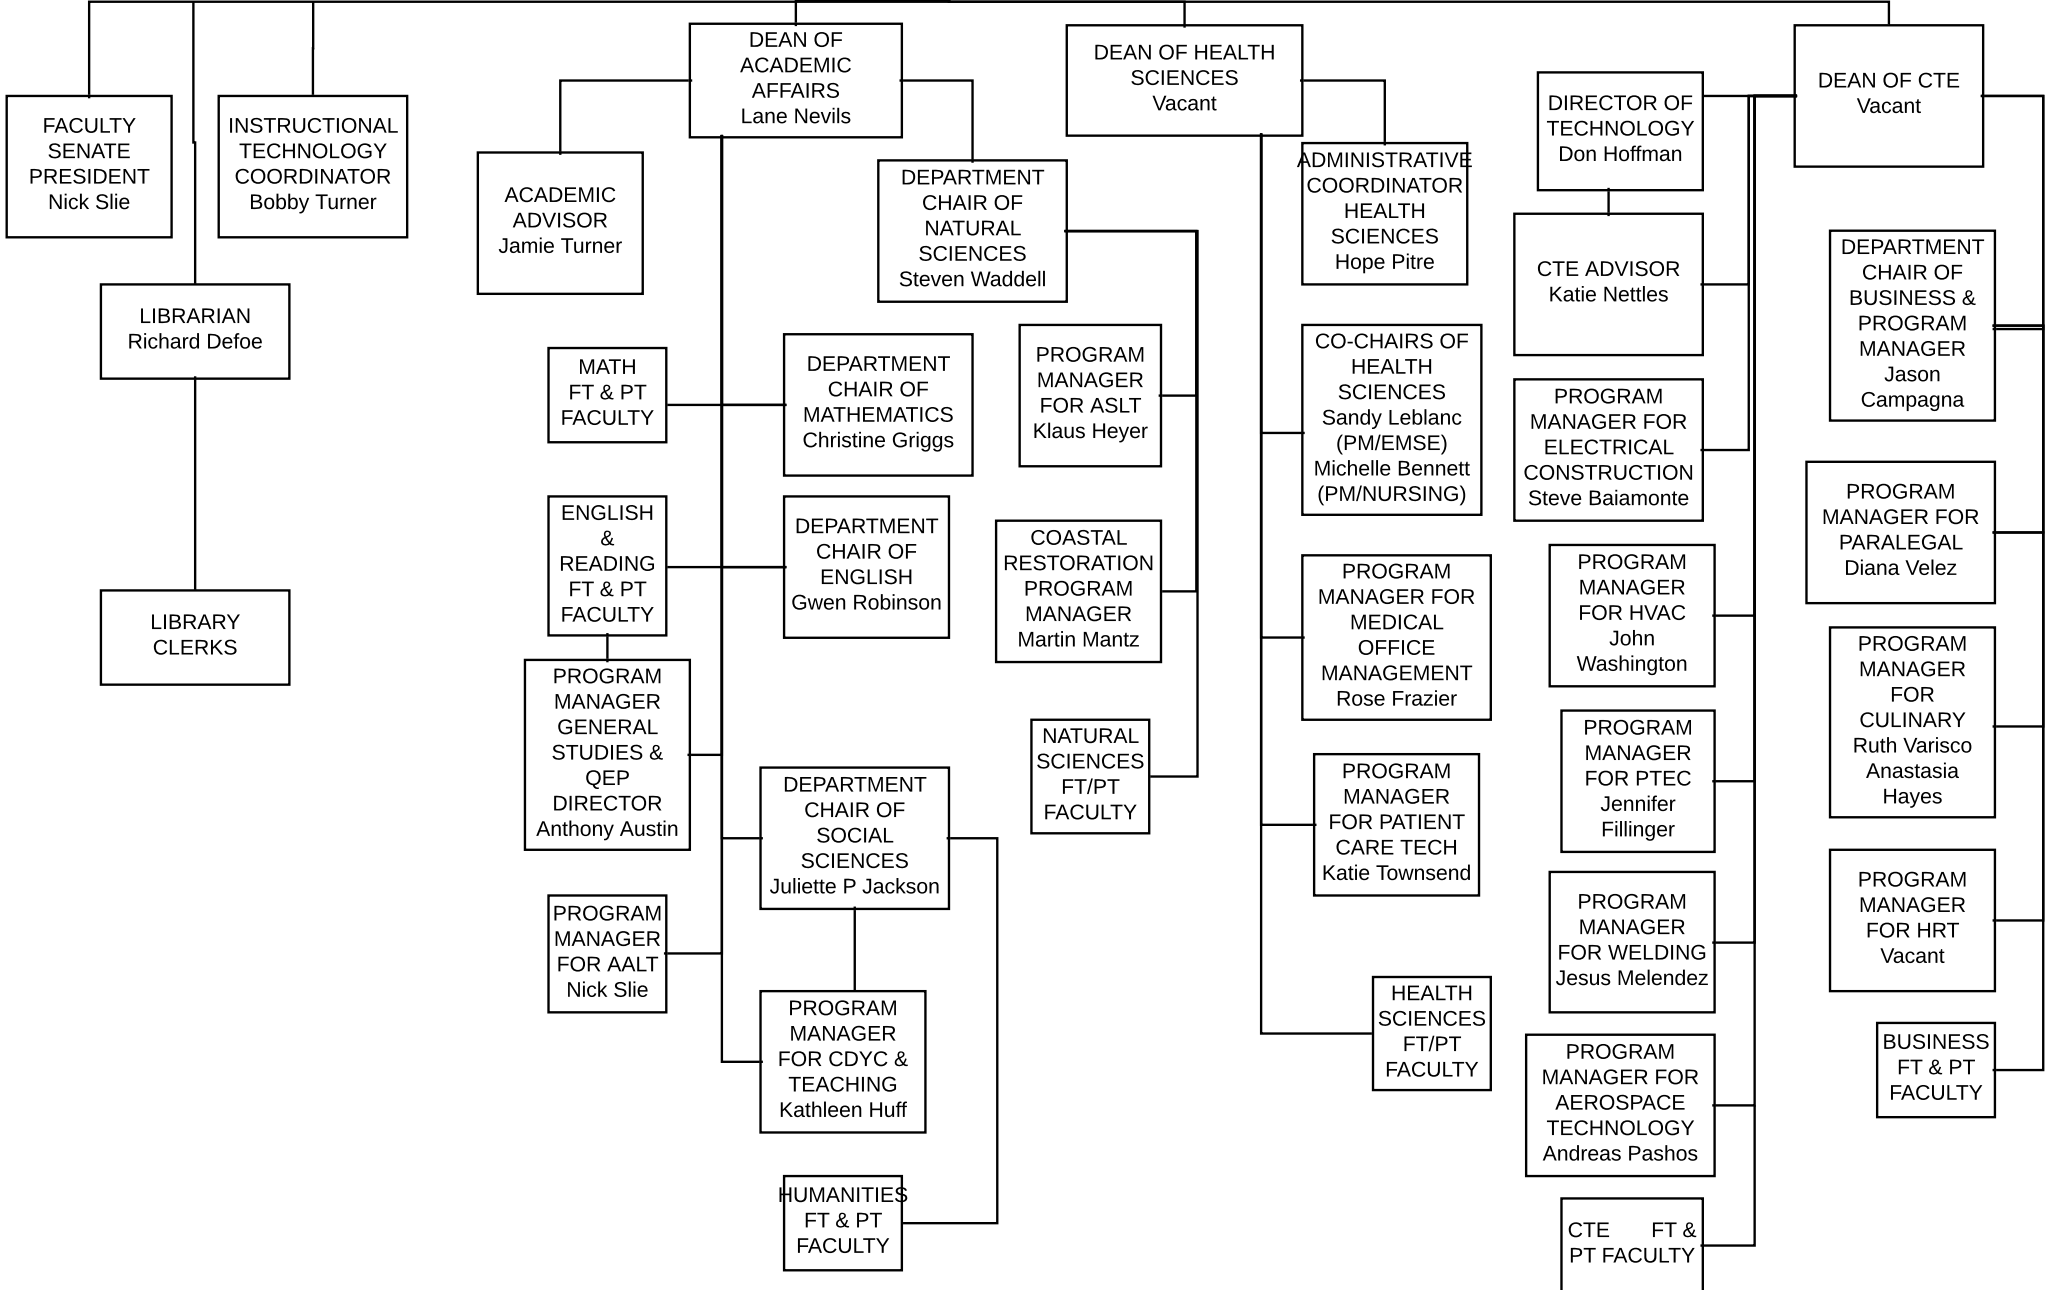 FACULTY
SENATE
PRESIDENT
Nick Slie
INSTRUCTIONAL
TECHNOLOGY
COORDINATOR
Bobby Turner
LIBRARIAN
Richard Defoe
LIBRARY
CLERKS
DEAN OF
ACADEMIC
AFFAIRS
Lane Nevils
ACADEMIC
ADVISOR
Jamie Turner
DEPARTMENT
CHAIR OF
NATURAL
SCIENCES
Steven Waddell
MATH
FT & PT
FACULTY
DEPARTMENT
CHAIR OF
MATHEMATICS
Christine Griggs
PROGRAM
MANAGER
FOR ASLT
Klaus Heyer
ENGLISH
&
READING
FT & PT
FACULTY
DEPARTMENT
CHAIR OF
ENGLISH
Gwen Robinson
COASTAL
RESTORATION
PROGRAM
MANAGER
Martin Mantz
PROGRAM
MANAGER
GENERAL
STUDIES &
QEP
DIRECTOR
Anthony Austin
NATURAL
SCIENCES
FT/PT
FACULTY
DEPARTMENT
CHAIR OF
SOCIAL
SCIENCES
Juliette P Jackson
PROGRAM
MANAGER
FOR AALT
Nick Slie
PROGRAM
MANAGER
FOR CDYC &
TEACHING
Kathleen Huff
HUMANITIES
FT & PT
FACULTY
DEAN OF HEALTH
SCIENCES
Vacant
ADMINISTRATIVE
COORDINATOR
HEALTH
SCIENCES
Hope Pitre
CO-CHAIRS OF
HEALTH
SCIENCES
Sandy Leblanc
(PM/EMSE)
Michelle Bennett
(PM/NURSING)
PROGRAM
MANAGER FOR
MEDICAL
OFFICE
MANAGEMENT
Rose Frazier
PROGRAM
MANAGER
FOR PATIENT
CARE TECH
Katie Townsend
HEALTH
SCIENCES
FT/PT
FACULTY
DEAN OF CTE
Vacant
DIRECTOR OF
TECHNOLOGY
Don Hoffman
CTE ADVISOR
Katie Nettles
PROGRAM
MANAGER FOR
ELECTRICAL
CONSTRUCTION
Steve Baiamonte
PROGRAM
MANAGER
FOR HVAC
John
Washington
PROGRAM
MANAGER
FOR PTEC
Jennifer
Fillinger
PROGRAM
MANAGER
FOR WELDING
Jesus Melendez
PROGRAM
MANAGER FOR
AEROSPACE
TECHNOLOGY
Andreas Pashos
CTE FT &
PT FACULTY
DEPARTMENT
CHAIR OF
BUSINESS &
PROGRAM
MANAGER
Jason
Campagna
PROGRAM
MANAGER FOR
PARALEGAL
Diana Velez
PROGRAM
MANAGER
FOR
CULINARY
Ruth Varisco
Anastasia
Hayes
PROGRAM
MANAGER
FOR HRT
Vacant
BUSINESS
FT & PT
FACULTY